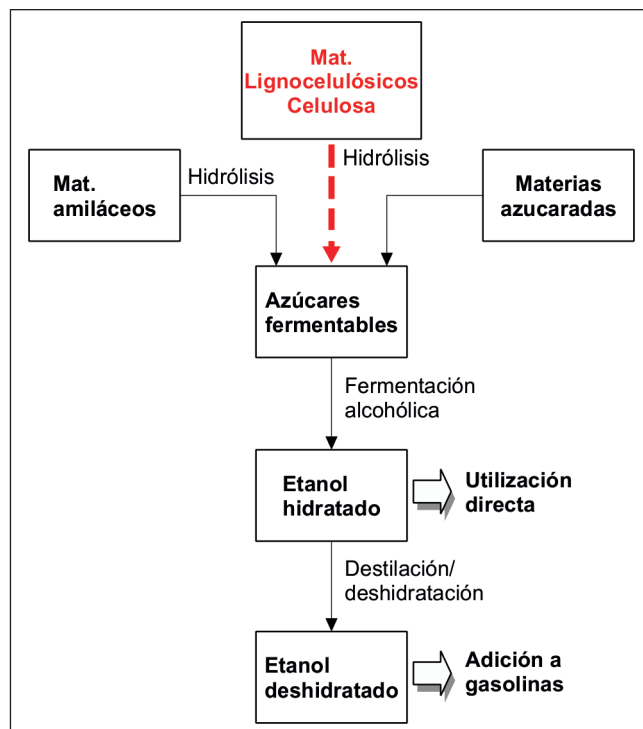 Mat.
Lignocelulósicos
Celulosa
Hidrólisis
Mat.
amiláceos
Hidrólisis
Materias
azucaradas
Azúcares
fermentables
Fermentación
alcohólica
Etanol
hidratado
Utilización
directa
Destilación/
deshidratación
Etanol
deshidratado
Adición a
gasolinas